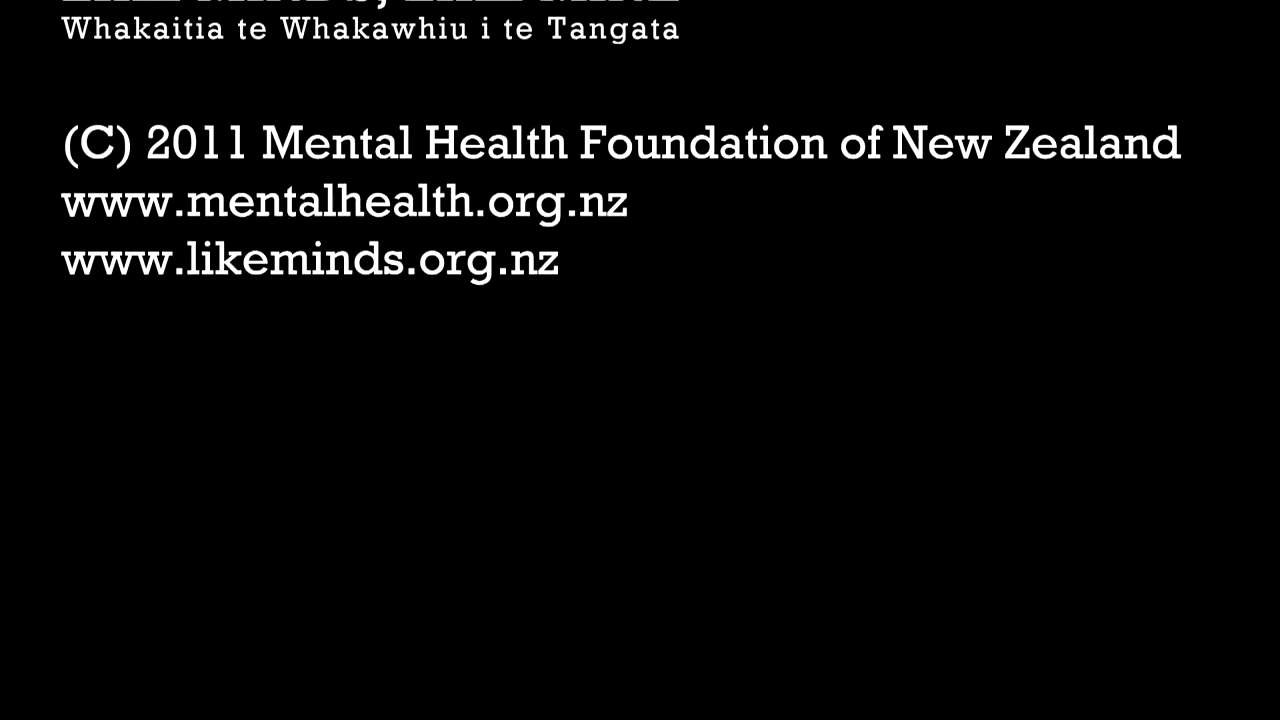 Whakaitia te Whakawhiu i te Tangata
(C) 2011 Mental Health Foundation of New Zealand
www.mentalhealth.org.nz
www.likeminds.org.nz